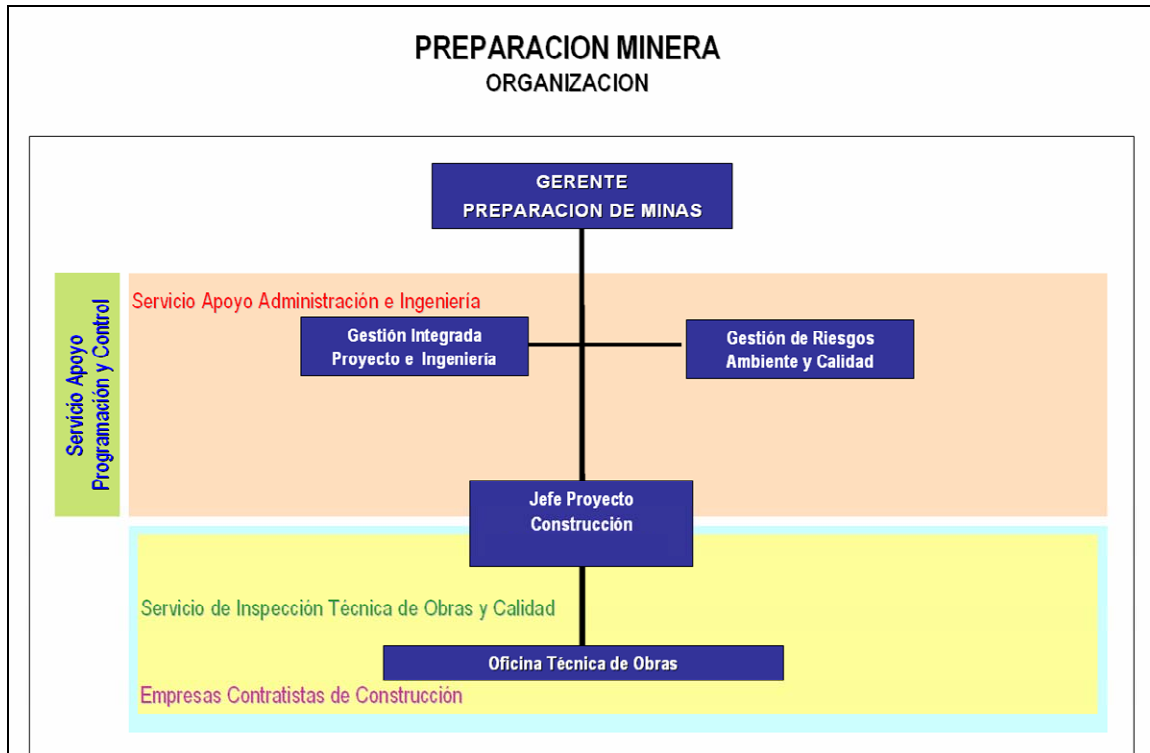 PREPARACION MINERA
ORGANIZACION
GERENTE
PREPARACION DE MINAS
Servicio Apoyo
Programación y Control
Servicio Apoyo Administración e Ingeniería
Gestión Integrada
Proyecto e Ingeniería
Gestión de Riesgos
Ambiente y Calidad
Jefe Proyecto
Construcción
Servicio de Inspección Técnica de Obras y Calidad
Oficina Técnica de Obras
Empresas Contratistas de Construcción